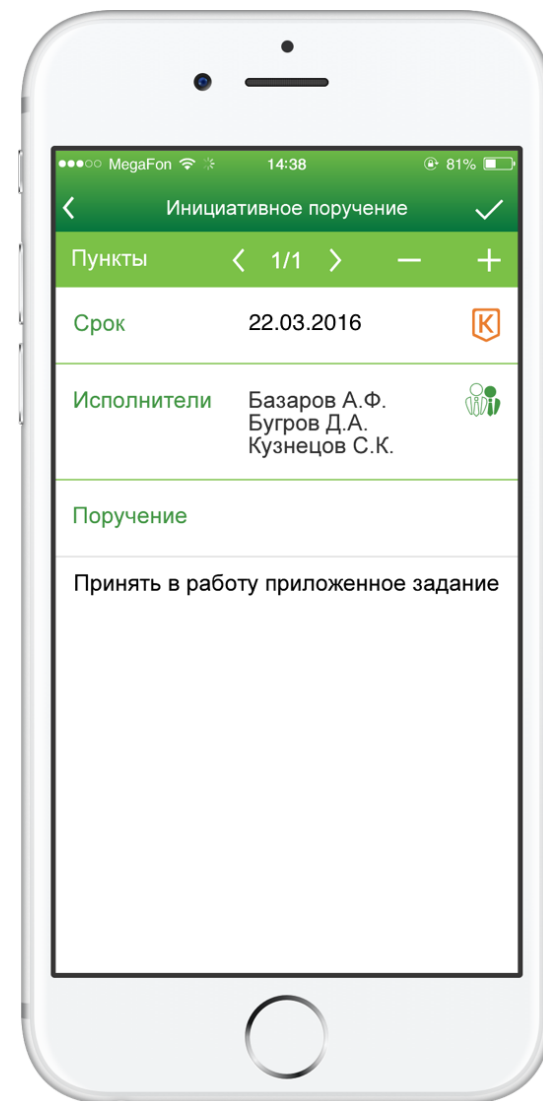 MegaFon 14:38 81%
Инициативное поручение
Пункты 1/1
Срок 22.03.2016 К
Исполнители Базаров А.Ф.
Бугров Д.А.
Кузнецов С.К.
Поручение
Принять в работу приложенное задание